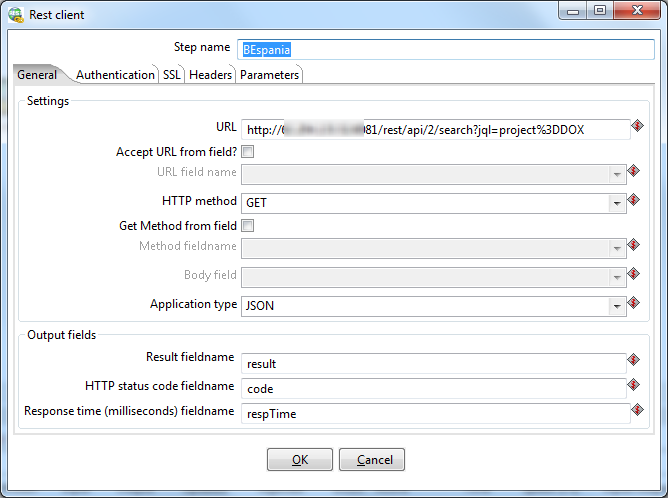 Rest client
Step name BEspania
General Authentication SSL Headers Parameters
Settings
URL http://6 81/rest/api/2/search?jql=project%3DDOX
Accept URL from field?
URL field name
HTTP method GET
Get Method from field
Method fieldname
Body field
Application type JSON
Output fields
Result fieldname result
HTTP status code fieldname code
Response time (milliseconds) fieldname respTime
OK Cancel